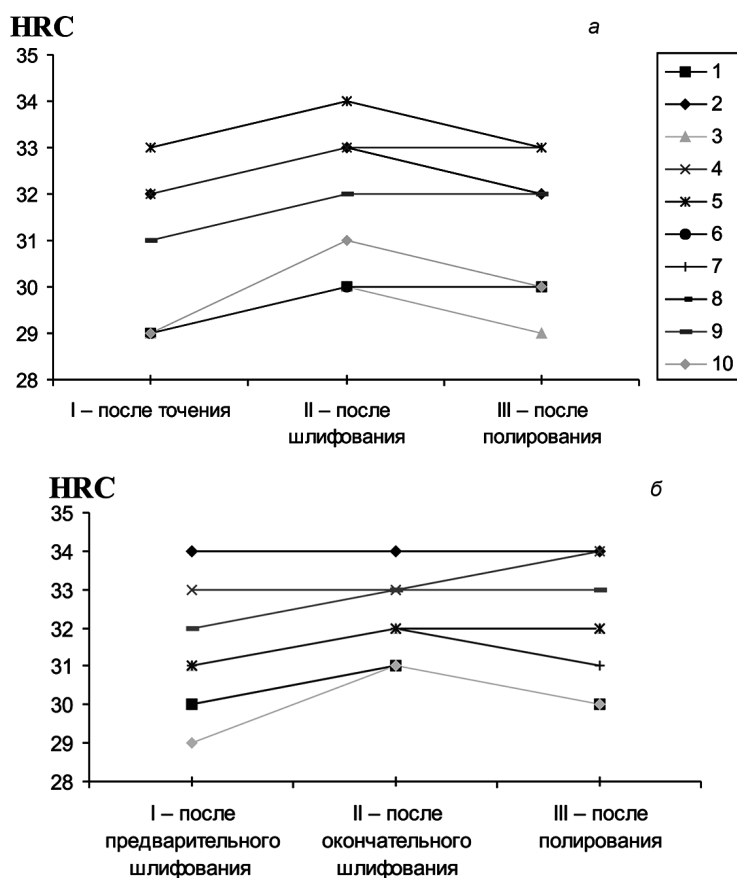 HRC
а
35
34
33
32
31
30
29
28
I – после точения
II – после
шлифования
III – после
полирования
1
2
3
4
5
6
7
8
9
10
HRC
б
35
34
33
32
31
30
29
28
I – после
предварительного
шлифования
II – после
окончательного
шлифования
III – после
полирования